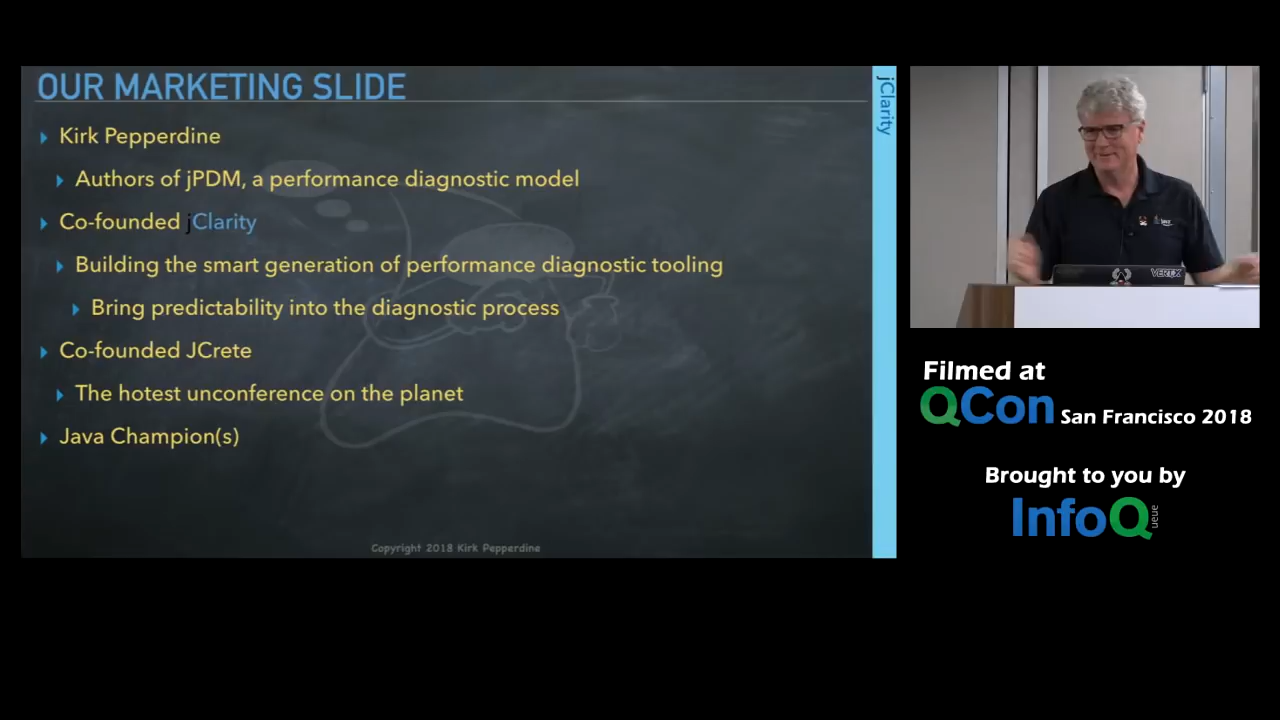 OUR MARKETING SLIDE
Kirk Pepperdine
Authors of jPDM, a performance diagnostic model
Co-founded jClarity
Building the smart generation of performance diagnostic tooling
Bring predictability into the diagnostic process
Co-founded JCrete
The hotest unconference on the planet
Java Champion(s)
Copyright 2018 Kirk Pepperdine
jClarity
VERTX
Filmed at
QCon San Francisco 2018
Brought to you by
InfoQ
ueue